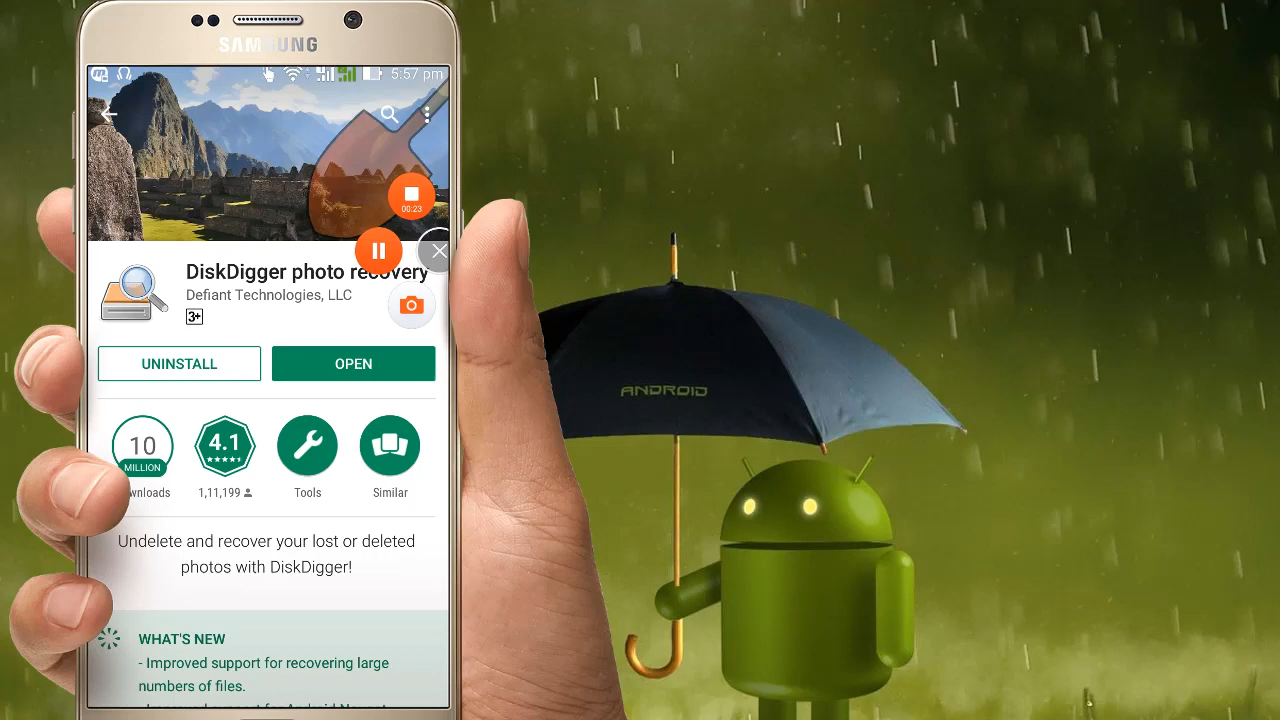 SAMSUNG
5:57 pm
00:23
DiskDigger photo recovery
Defiant Technologies, LLC
3+
UNINSTALL
OPEN
10
MILLION
wnloads
4.1
1,11,199
Tools
Similar
Undelete and recover your lost or deleted
photos with DiskDigger!
WHAT'S NEW
- Improved support for recovering large
numbers of files.
ANDROID